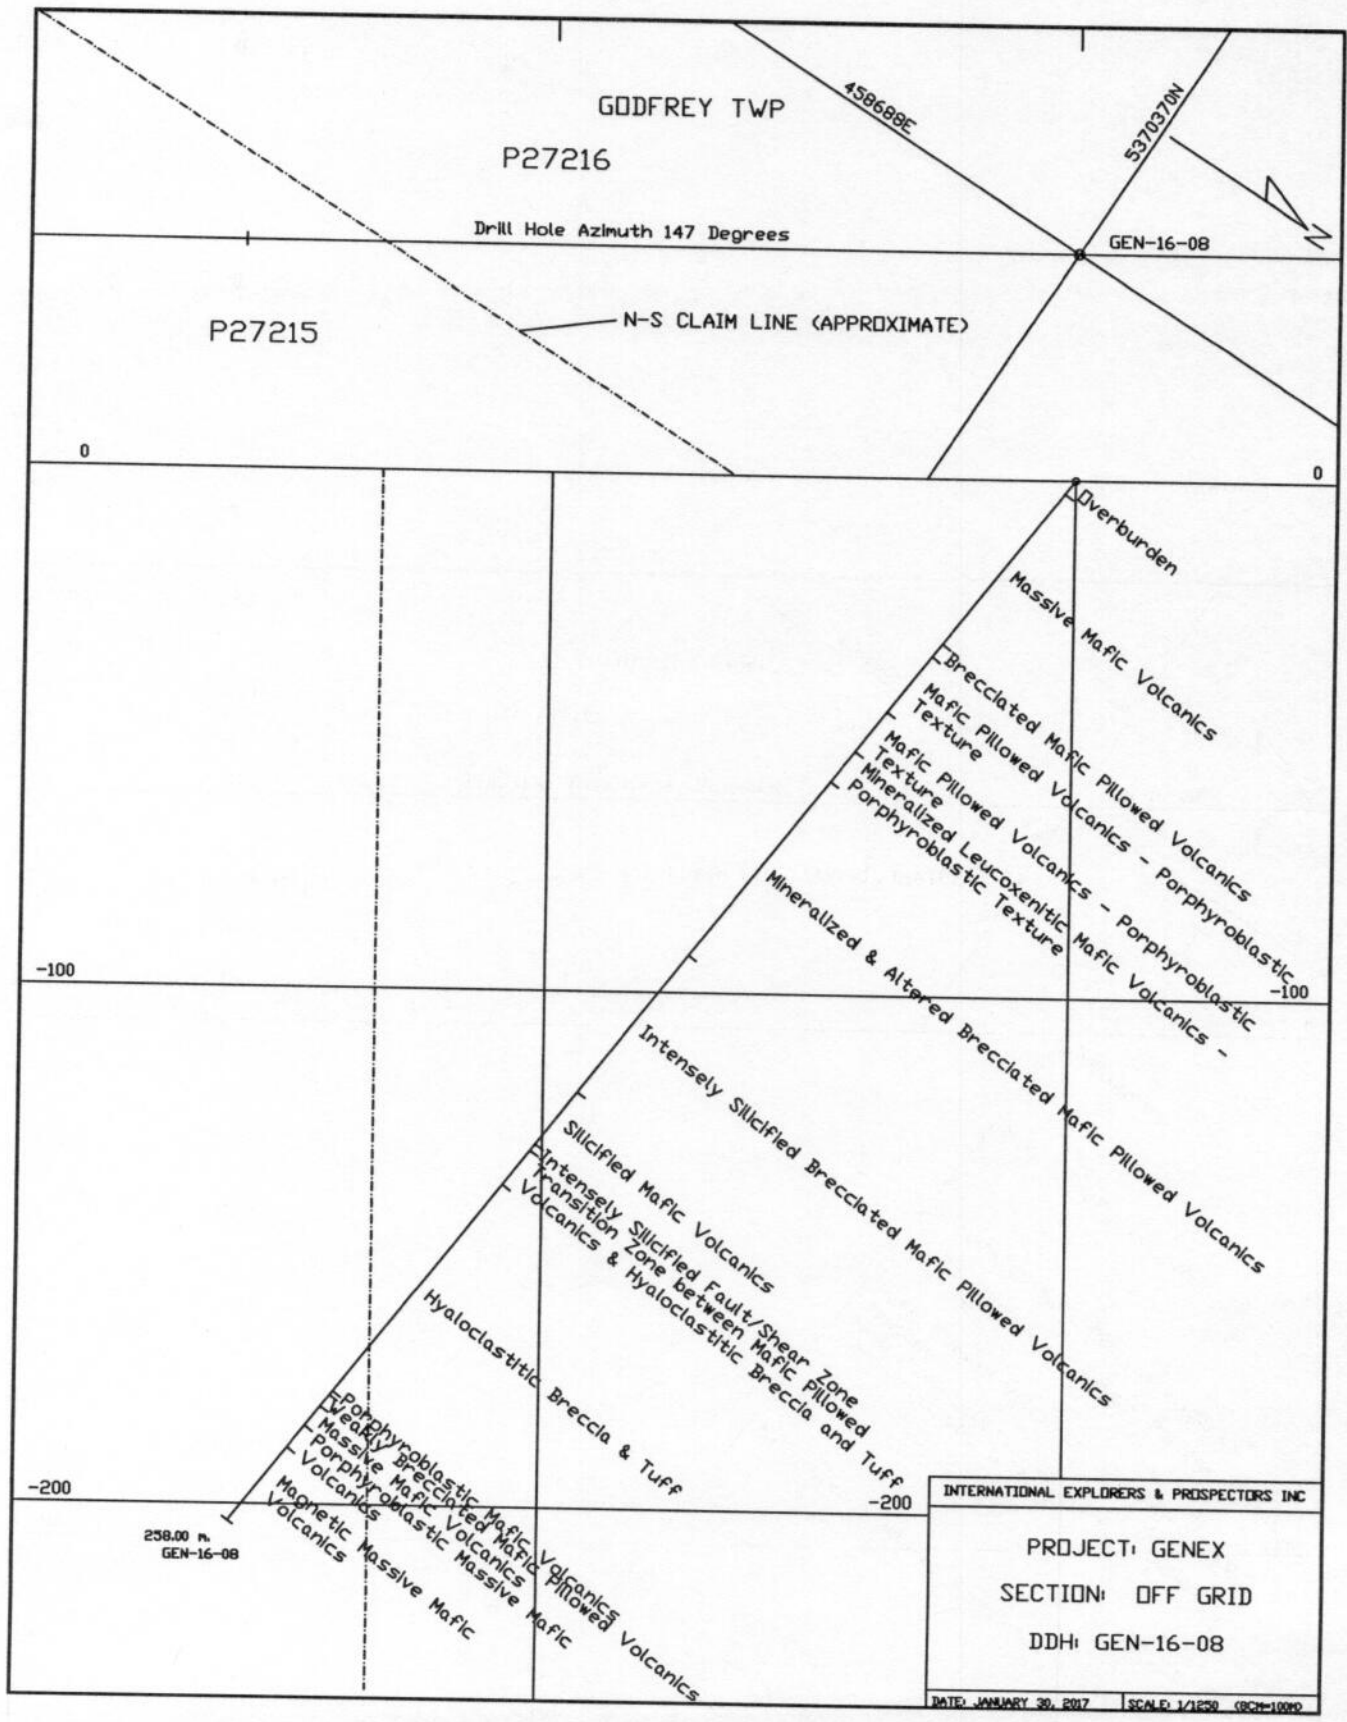 GODFREY TWP
P27216
458688E
5370370N
N
Drill Hole Azimuth 147 Degrees
GEN-16-08
P27215
N-S CLAIM LINE (APPROXIMATE)
0
0
Overburden
Massive Mafic Volcanics
Brecciated Mafic Pillowed Volcanics
Mafic Pillowed Volcanics - Porphyroblastic
Texture
Mafic Pillowed Volcanics - Porphyroblastic
Texture
Mineralized Leucoxenitic Mafic Volcanics -
Porphyroblastic Texture
Mineralized & Altered Brecciated Mafic Pillowed Volcanics
-100
-100
Intensely Silicified Brecciated Mafic Pillowed Volcanics
Silicified Mafic Volcanics
Intensely Silicified Fault/Shear Zone
Transition Zone between Mafic Pillowed
Volcanics & Hyaloclastitic Breccia and Tuff
Hyaloclastitic Breccia & Tuff
Porphyroblastic Mafic Volcanics
Weakly Brecciated Mafic Pillowed Volcanics
Massive Mafic Volcanics
Porphyroblastic Massive Mafic
Volcanics
Magnetic Massive Mafic
Volcanics
-200
-200
258.00 m.
GEN-16-08
INTERNATIONAL EXPLORERS & PROSPECTORS INC
PROJECT: GENEX
SECTION: OFF GRID
DDH: GEN-16-08
DATE: JANUARY 30, 2017
SCALE: 1/1250 (8CM=100M)